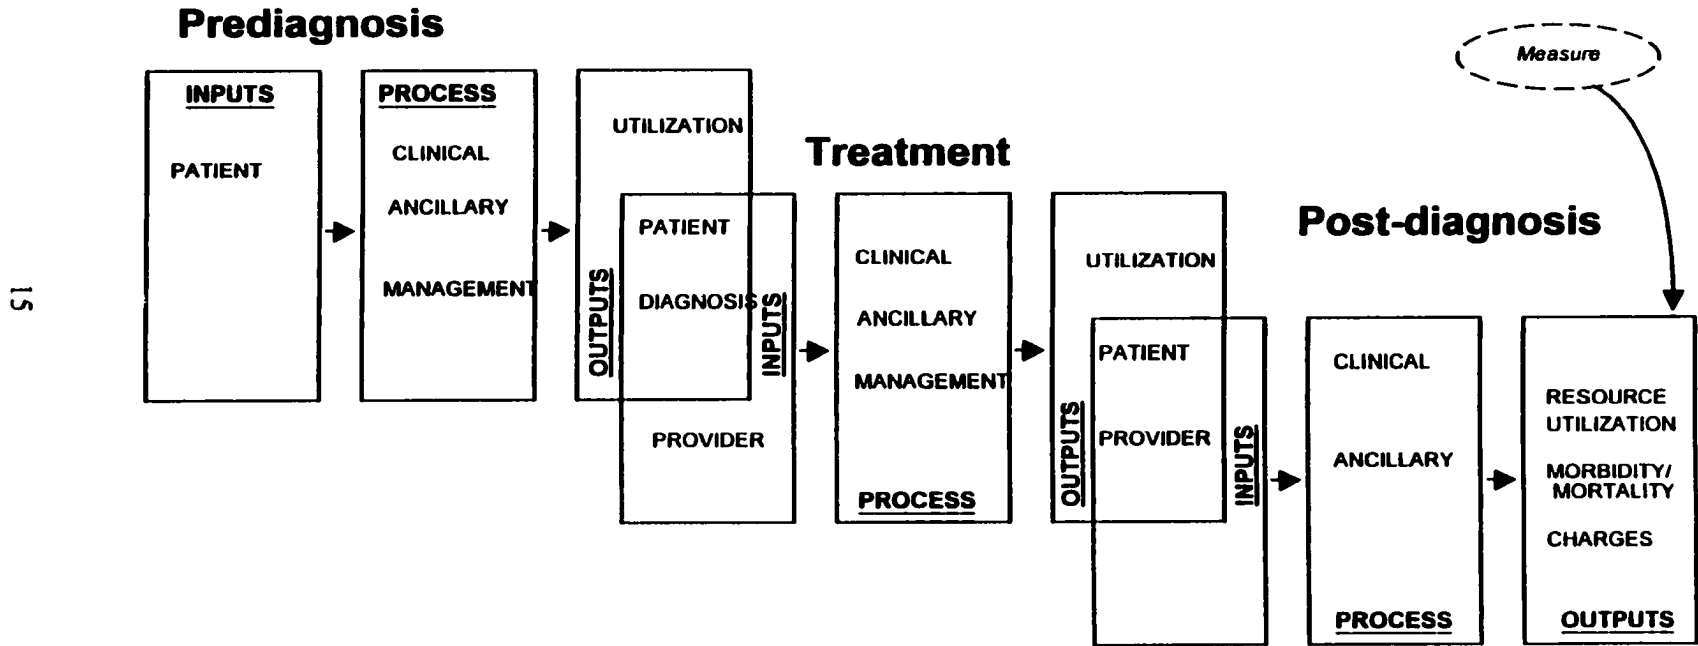 Prediagnosis
INPUTS
PATIENT
PROCESS
CLINICAL
ANCILLARY
MANAGEMENT
UTILIZATION
OUTPUTS
PATIENT
DIAGNOSIS
INPUTS
PROVIDER
Treatment
CLINICAL
ANCILLARY
MANAGEMENT
PROCESS
UTILIZATION
OUTPUTS
PATIENT
PROVIDER
INPUTS
Post-diagnosis
CLINICAL
ANCILLARY
PROCESS
Measure
RESOURCE
UTILIZATION
MORBIDITY/
MORTALITY
CHARGES
OUTPUTS
15